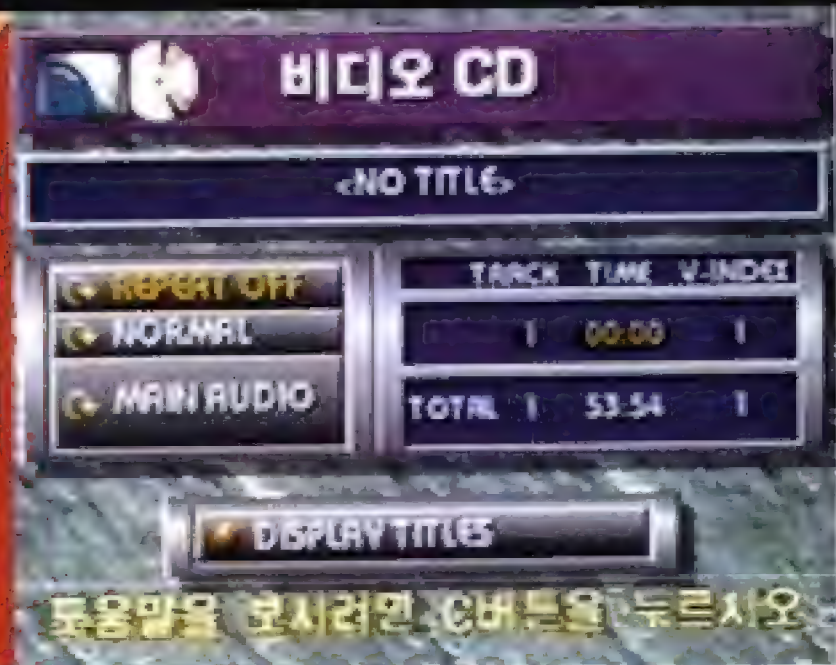 비디오 CD
<NO TITLE>
REPEAT OFF
NORMAL
MAIN AUDIO
TRACK TIME V-INDEX
1 00:00 1
TOTAL 1 53:54 1
DISPLAY TITLES
도움말을 보시려면 C버튼을 누르시오